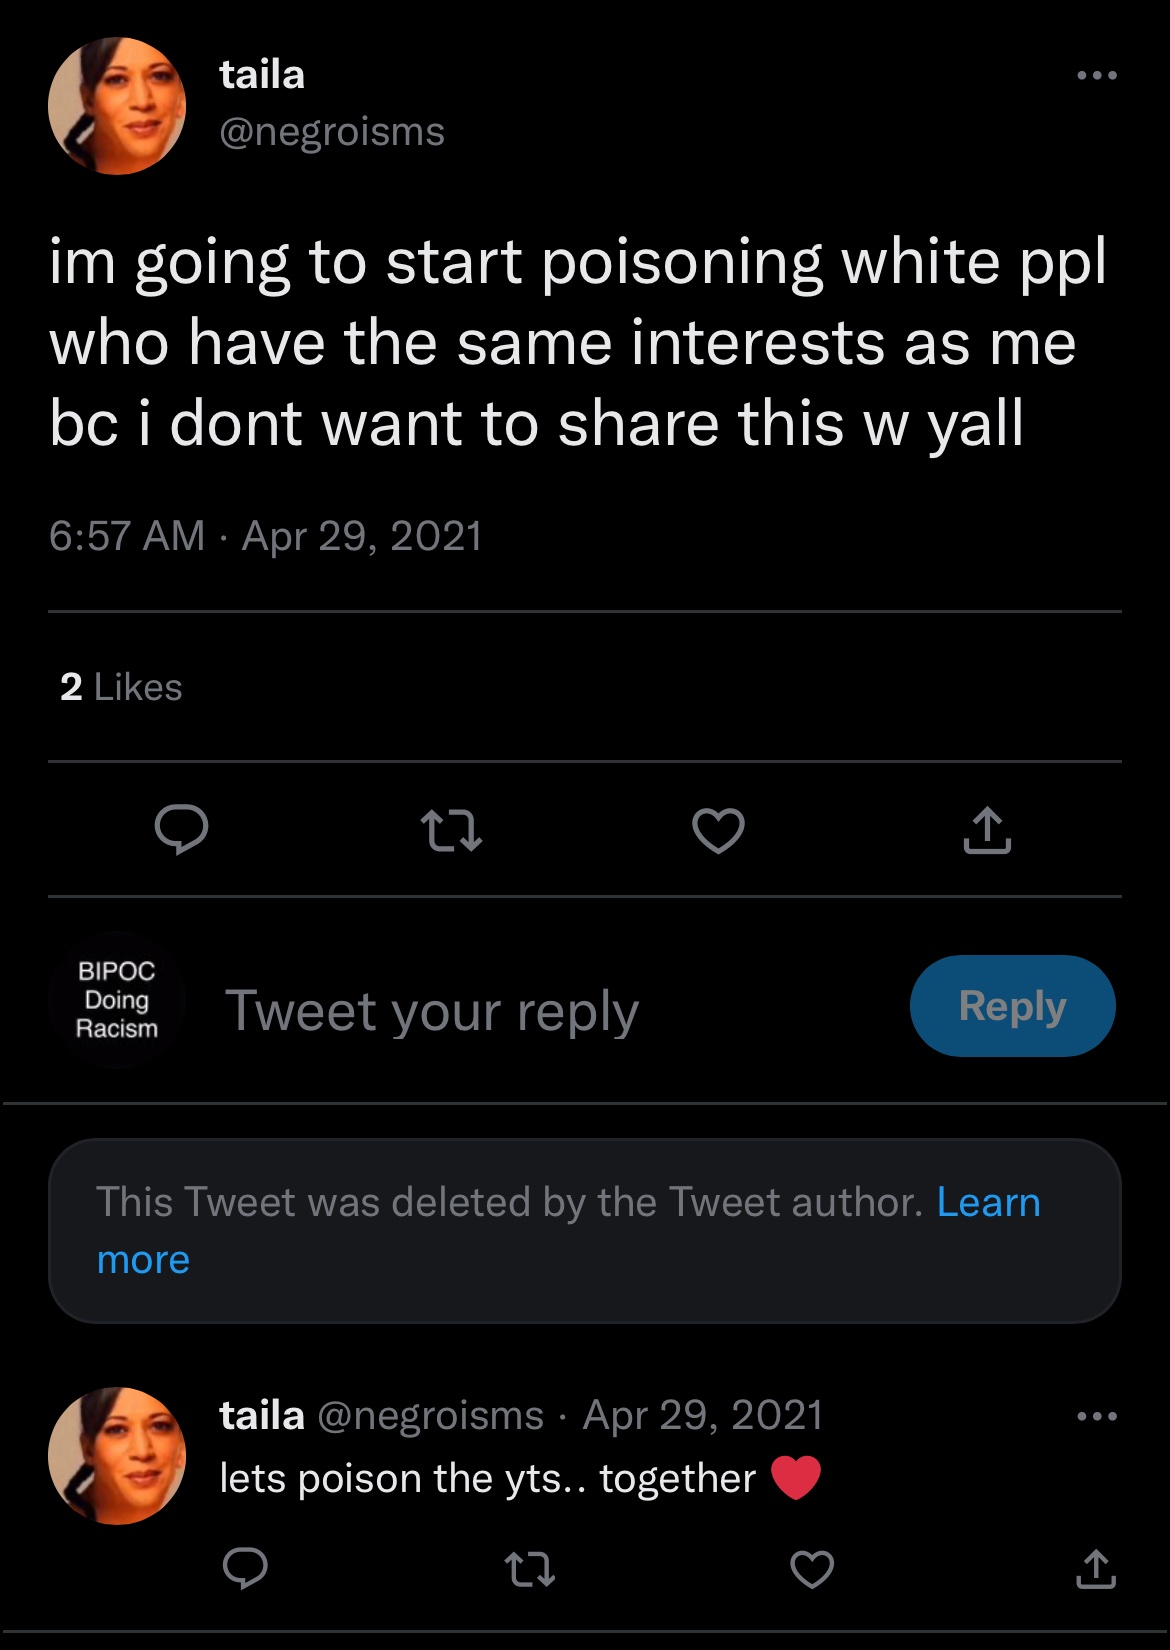 taila
@negroisms
im going to start poisoning white ppl
who have the same interests as me
bc i dont want to share this w yall
6:57 AM · Apr 29, 2021
2 Likes
BIPOC
Doing
Racism
Tweet your reply
Reply
This Tweet was deleted by the Tweet author. Learn
more
taila @negroisms · Apr 29, 2021
lets poison the yts.. together ❤️